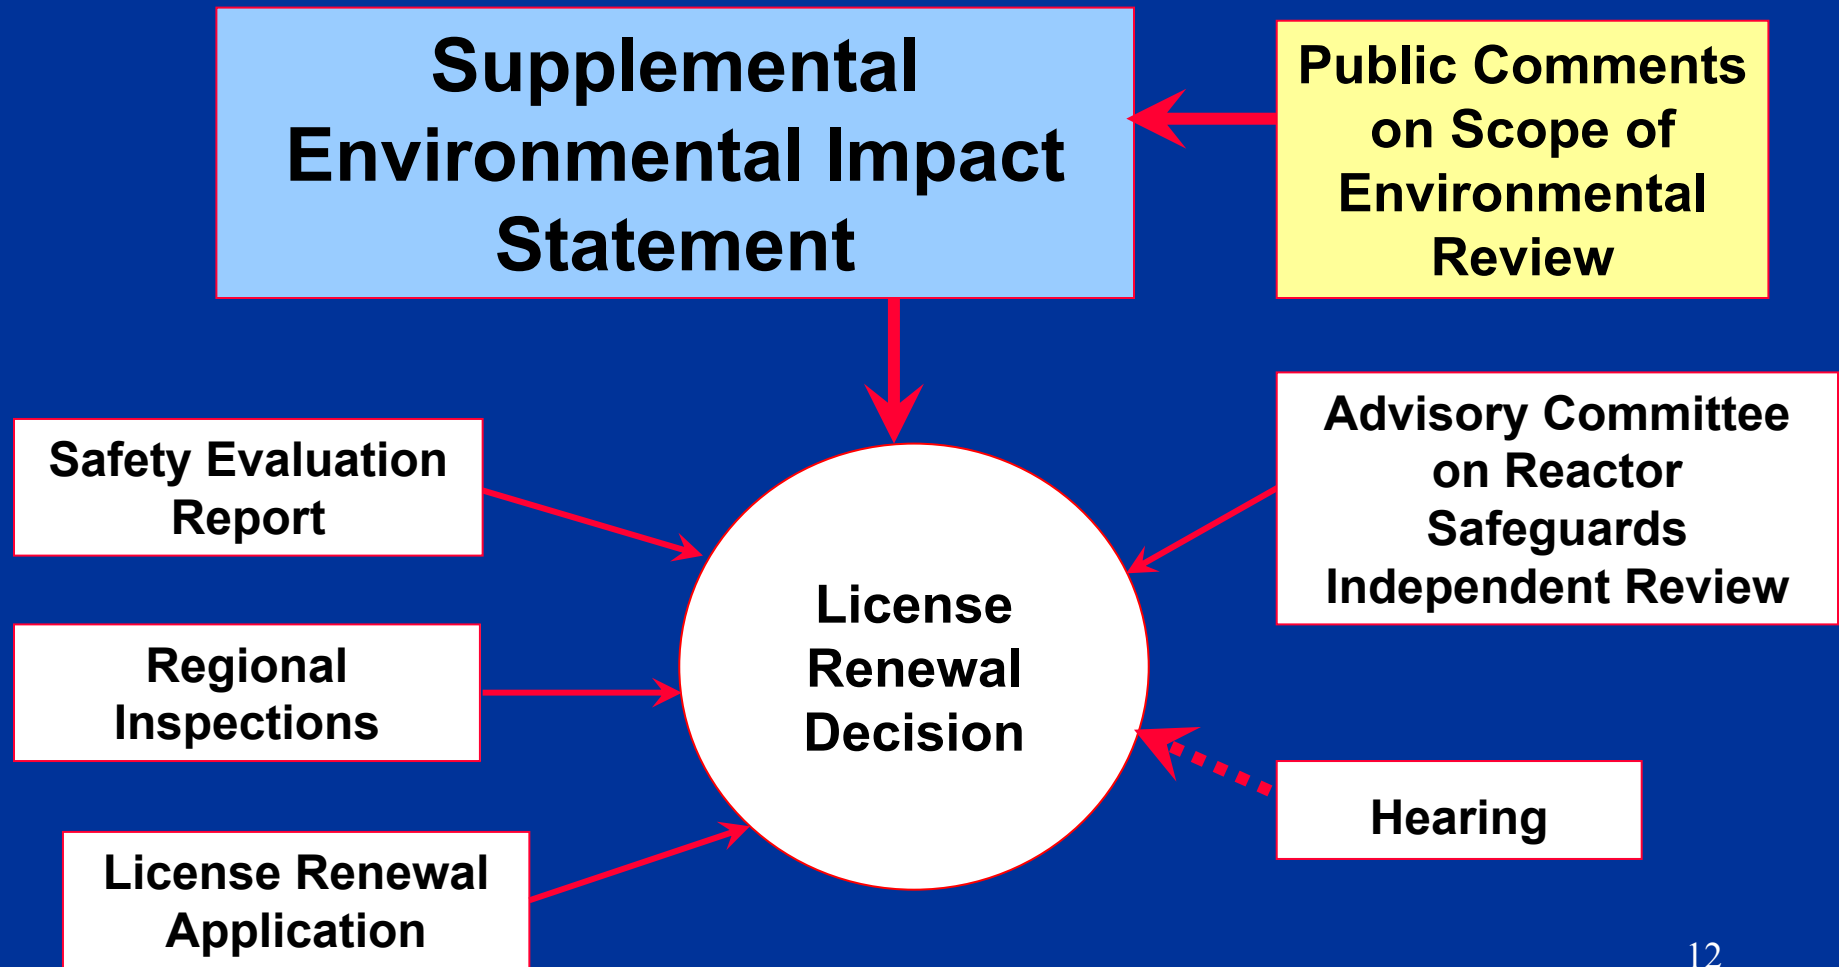 Supplemental
Environmental Impact
Statement
Public Comments
on Scope of
Environmental
Review
Safety Evaluation
Report
Advisory Committee
on Reactor
Safeguards
Independent Review
Regional
Inspections
License
Renewal
Decision
Hearing
License Renewal
Application
12